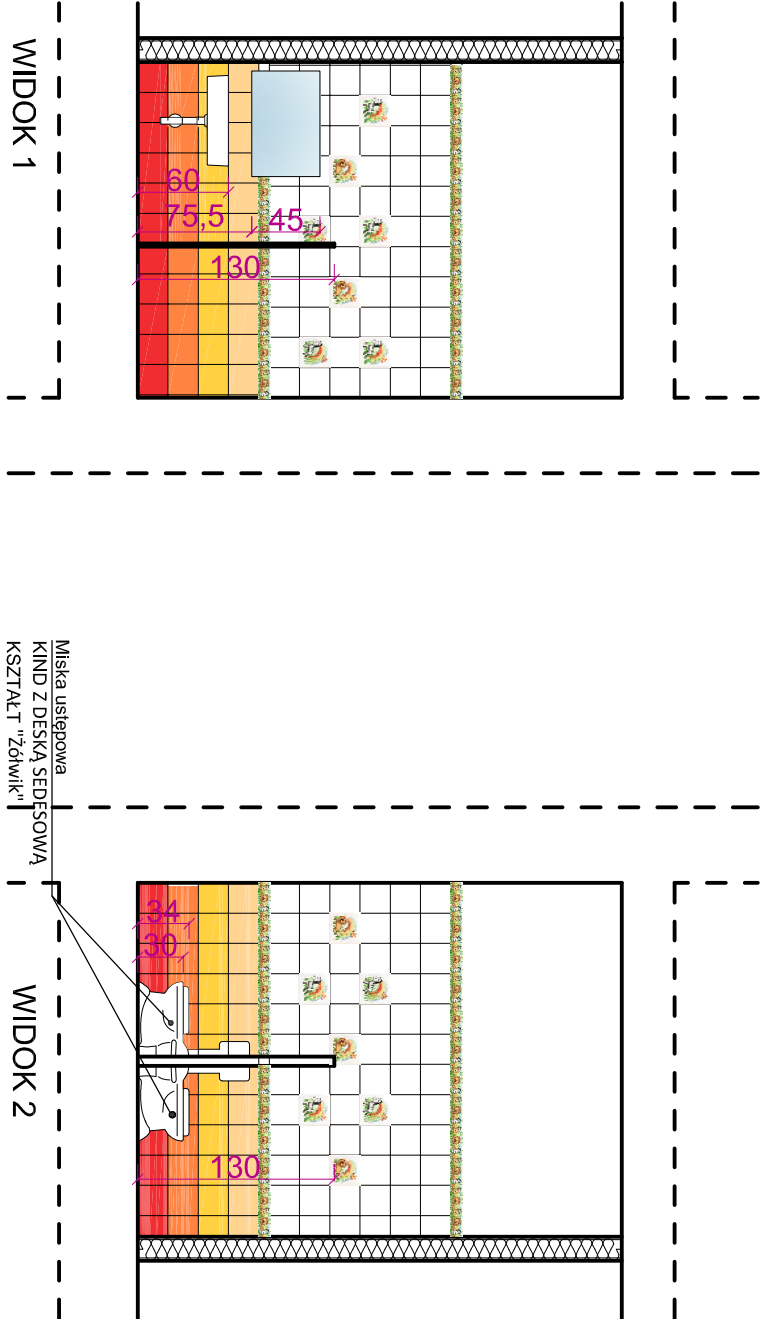 WIDOK 1
60
75,5
45
130
Miska ustępowa
KIND Z DESKĄ SEDESOWĄ
KSZTAŁT "Żółwik"
34
30
130
WIDOK 2